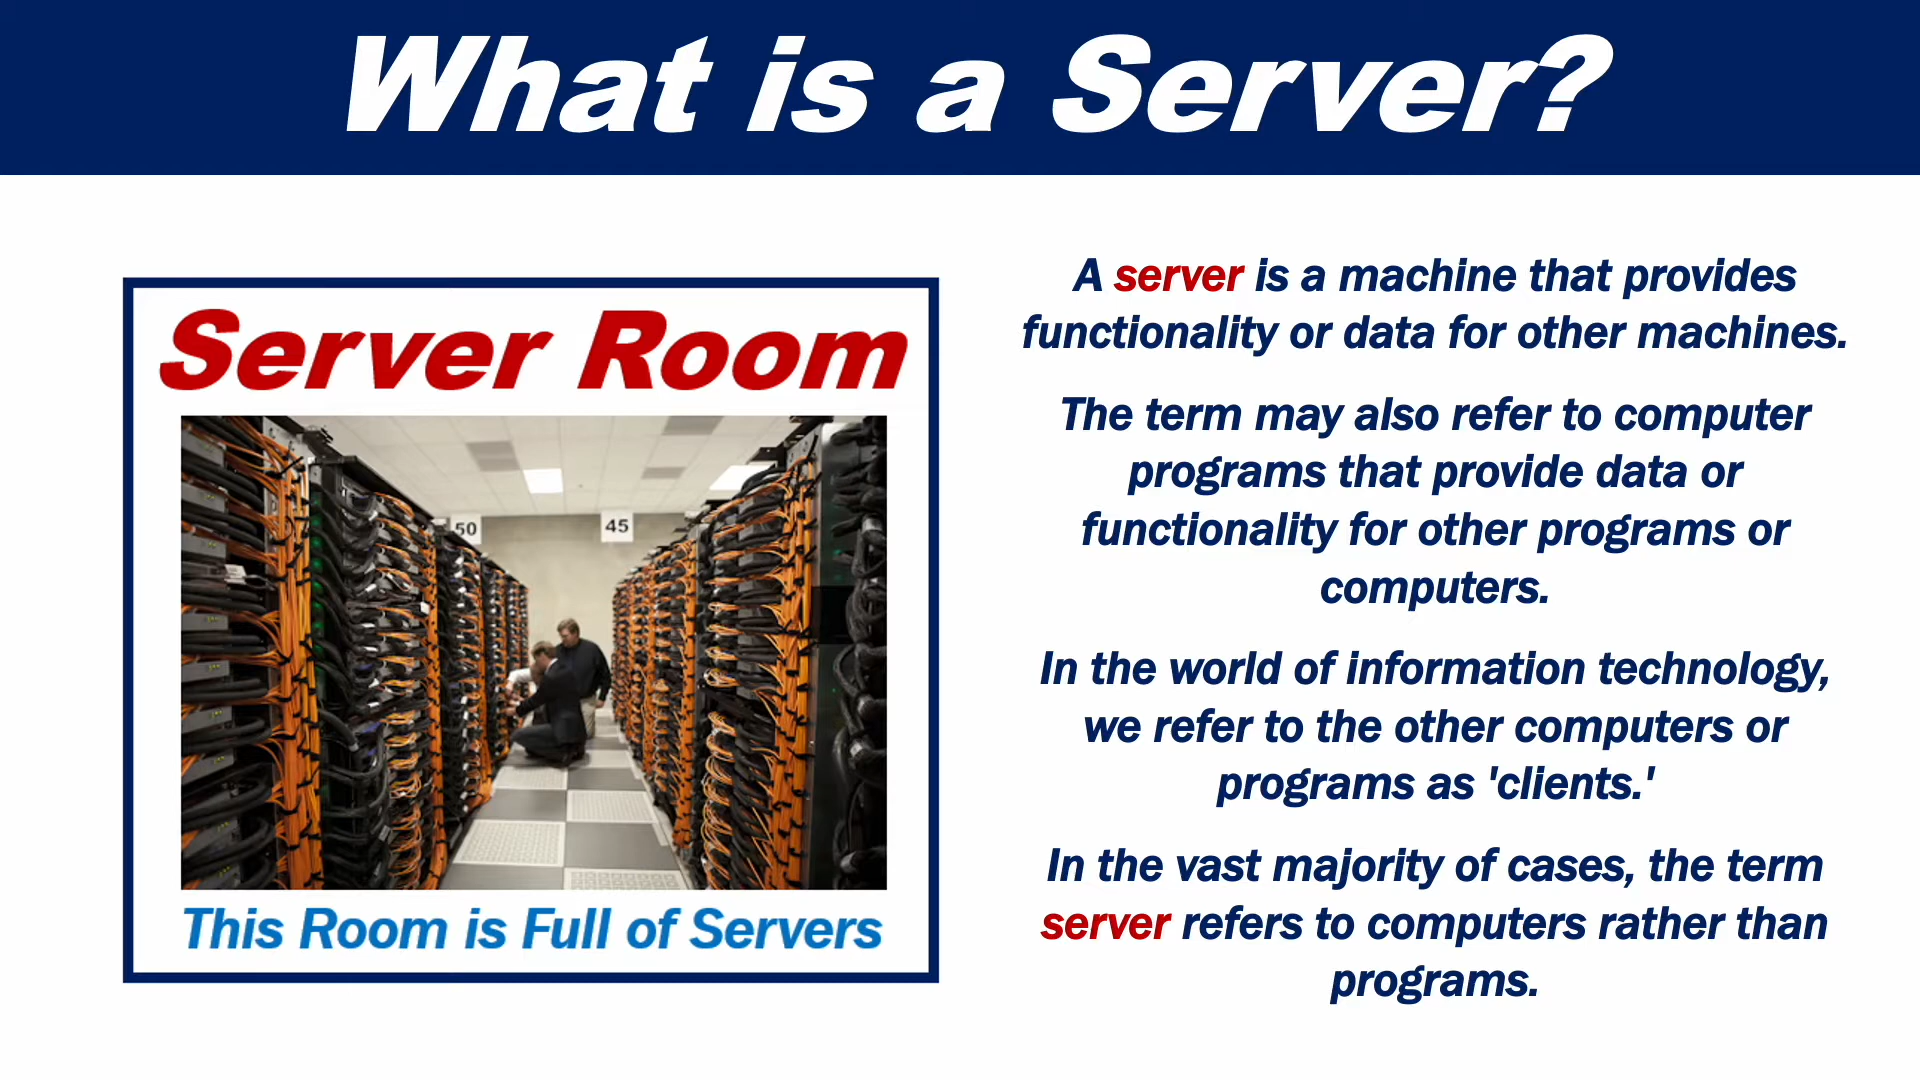 What is a Server?
Server Room
50
45
This Room is Full of Servers
A server is a machine that provides
functionality or data for other machines.
The term may also refer to computer
programs that provide data or
functionality for other programs or
computers.
In the world of information technology,
we refer to the other computers or
programs as 'clients.'
In the vast majority of cases, the term
server refers to computers rather than
programs.